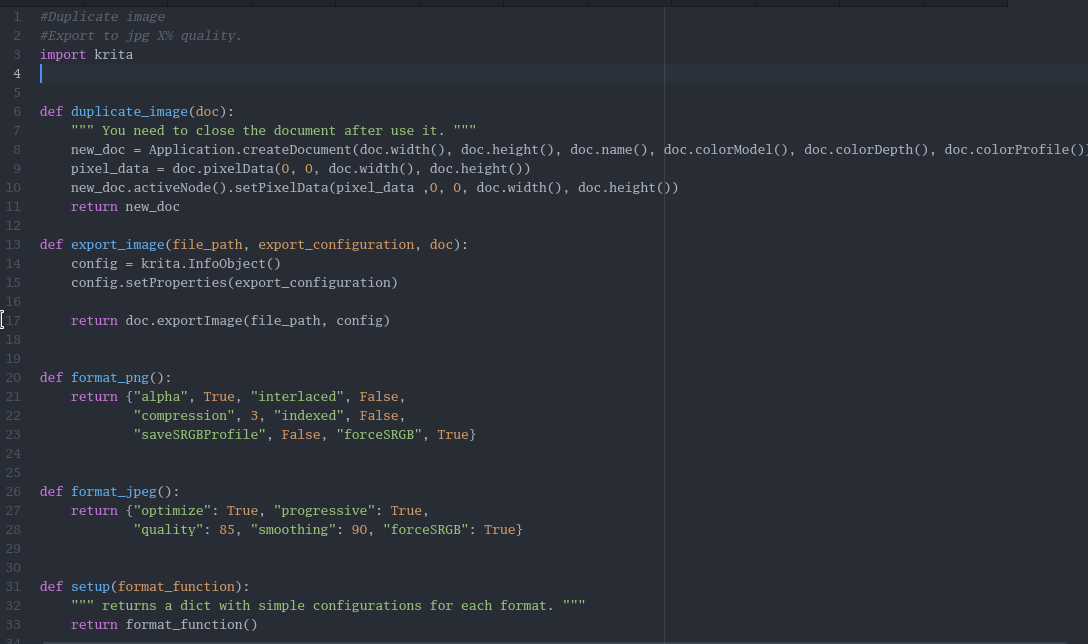 1 #Duplicate image
2 #Export to jpg X% quality.
3 import krita
4
5
6 def duplicate_image(doc):
7     """ You need to close the document after use it. """
8     new_doc = Application.createDocument(doc.width(), doc.height(), doc.name(), doc.colorModel(), doc.colorDepth(), doc.colorProfile())
9     pixel_data = doc.pixelData(0, 0, doc.width(), doc.height())
10     new_doc.activeNode().setPixelData(pixel_data ,0, 0, doc.width(), doc.height())
11     return new_doc
12
13 def export_image(file_path, export_configuration, doc):
14     config = krita.InfoObject()
15     config.setProperties(export_configuration)
16
17     return doc.exportImage(file_path, config)
18
19
20 def format_png():
21     return {"alpha", True, "interlaced", False,
22             "compression", 3, "indexed", False,
23             "saveSRGBProfile", False, "forceSRGB", True}
24
25
26 def format_jpeg():
27     return {"optimize": True, "progressive": True,
28             "quality": 85, "smoothing": 90, "forceSRGB": True}
29
30
31 def setup(format_function):
32     """ returns a dict with simple configurations for each format. """
33     return format_function()
34